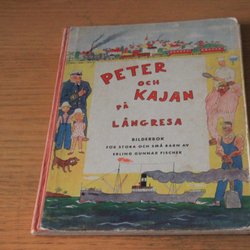 PETER
OCH
KAJAN
PÅ
LÅNGRESA
BILDERBOK
FÖR STORA OCH SMÅ BARN AV
ERLING GUNNAR FISCHER